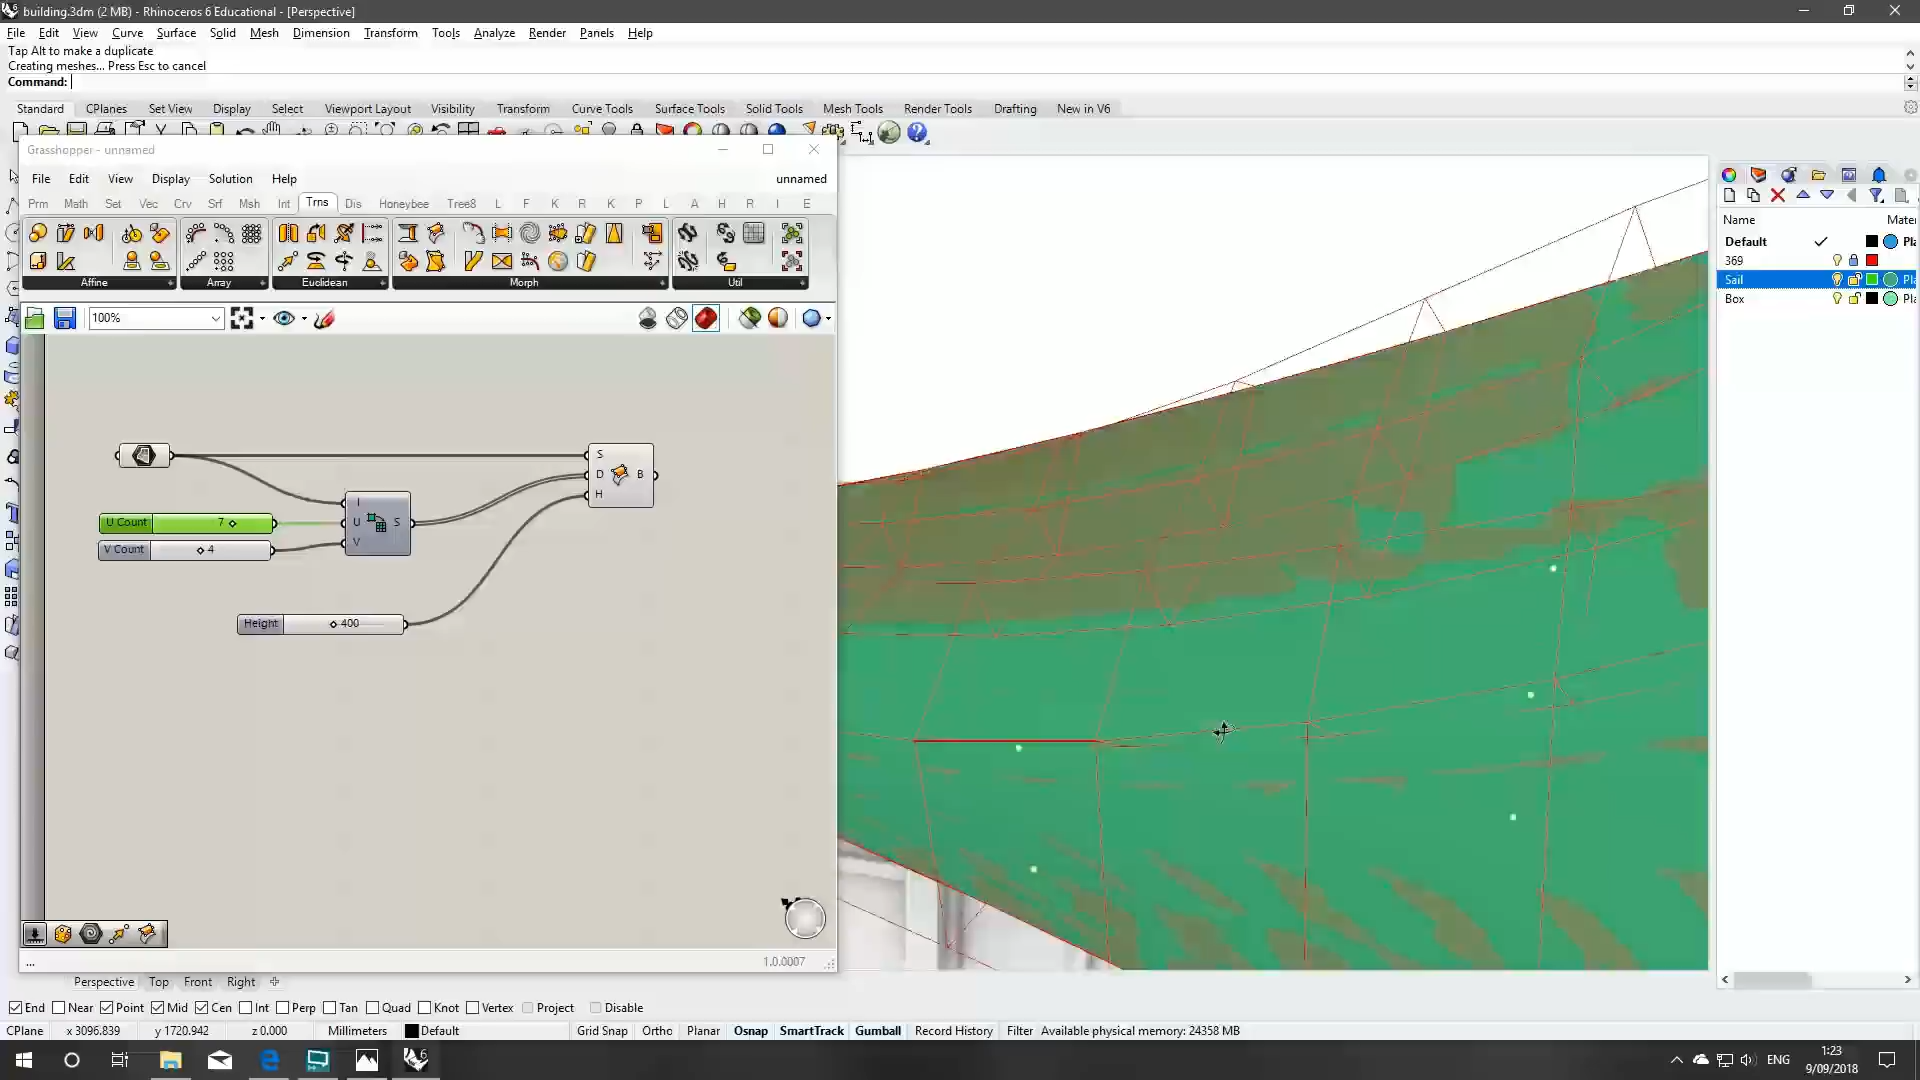 building.3dm (2 MB) - Rhinoceros 6 Educational - [Perspective]
File Edit View Curve Surface Solid Mesh Dimension Transform Tools Analyze Render Panels Help
Tap Alt to make a duplicate
Creating meshes... Press Esc to cancel
Command:
Standard CPlanes Set View Display Select Viewport Layout Visibility Transform Curve Tools Surface Tools Solid Tools Mesh Tools Render Tools Drafting New in V6
Grasshopper - unnamed
File Edit View Display Solution Help unnamed
Prm Math Set Vec Crv Srf Msh Int Trns Dis Honeybee Tree8 L F K R K P L A H R I E
Affine Array Euclidean Morph Util
100%
S
D B
H
I
U S
V
U Count 7
V Count 4
Height 400
...
1.0.0007
Name Mater
Default Pla
369
Sail Pla
Box Pla
Perspective Top Front Right
End Near Point Mid Cen Int Perp Tan Quad Knot Vertex Project Disable
CPlane x 3096.839 y 1720.942 z 0.000 Millimeters Default Grid Snap Ortho Planar Osnap SmartTrack Gumball Record History Filter Available physical memory: 24358 MB
ENG
1:23
9/09/2018